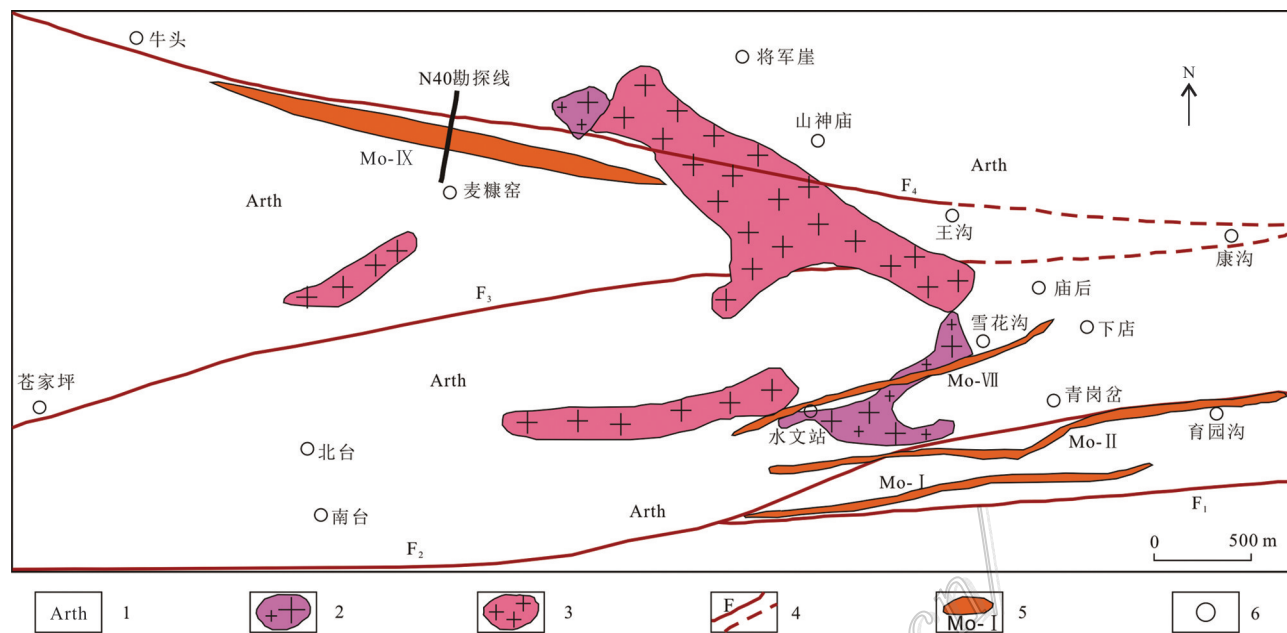 牛头
将军崖
N40勘探线
N
山神庙
Mo-Ⅸ
麦糠窑
Arth
Arth
F₄
王沟
康沟
F₃
庙后
雪花沟
下店
苍家坪
Arth
Mo-Ⅶ
青岗岔
水文站
育园沟
Mo-Ⅱ
北台
Mo-Ⅰ
南台
Arth
F₁
F₂
0 500 m
Arth 1
2
3
F 4
Mo-Ⅰ 5
6